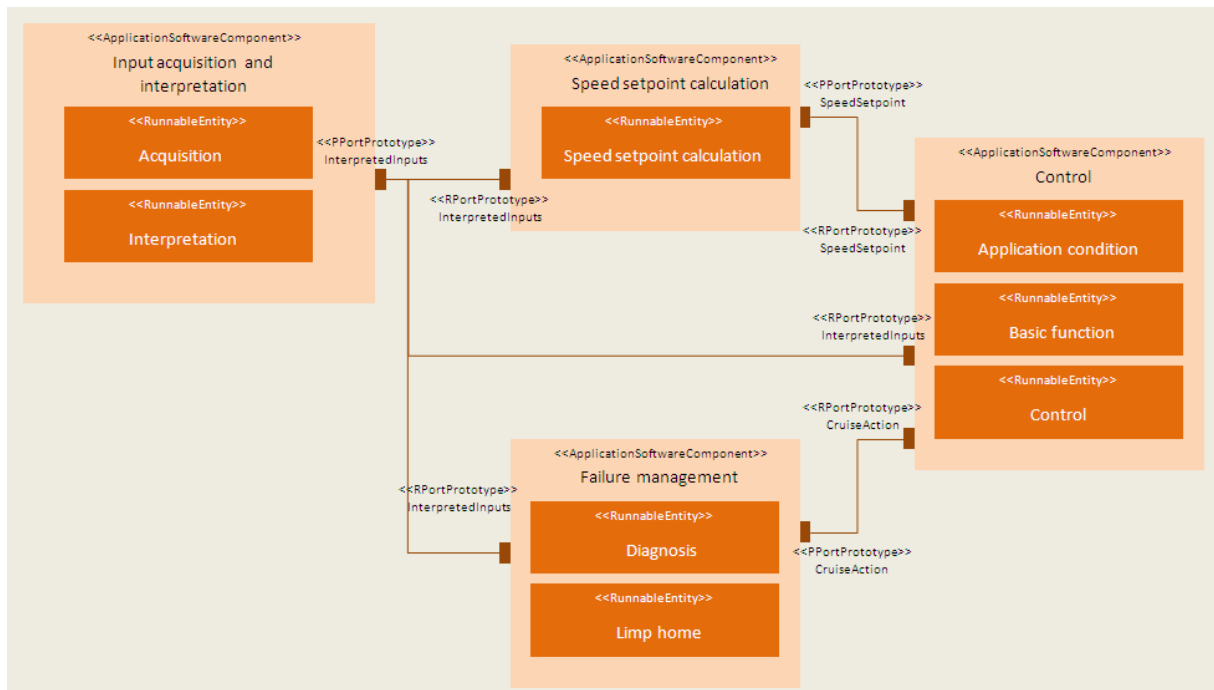 <<ApplicationSoftwareComponent>>
Input acquisition and
interpretation
<<RunnableEntity>>
Acquisition
<<RunnableEntity>>
Interpretation
<<PPortPrototype>>
InterpretedInputs
<<RPortPrototype>>
InterpretedInputs
<<ApplicationSoftwareComponent>>
Speed setpoint calculation
<<RunnableEntity>>
Speed setpoint calculation
<<PPortPrototype>>
SpeedSetpoint
<<RPortPrototype>>
SpeedSetpoint
<<ApplicationSoftwareComponent>>
Control
<<RunnableEntity>>
Application condition
<<RunnableEntity>>
Basic function
<<RunnableEntity>>
Control
<<RPortPrototype>>
InterpretedInputs
<<RPortPrototype>>
CruiseAction
<<RPortPrototype>>
InterpretedInputs
<<ApplicationSoftwareComponent>>
Failure management
<<RunnableEntity>>
Diagnosis
<<RunnableEntity>>
Limp home
<<PPortPrototype>>
CruiseAction